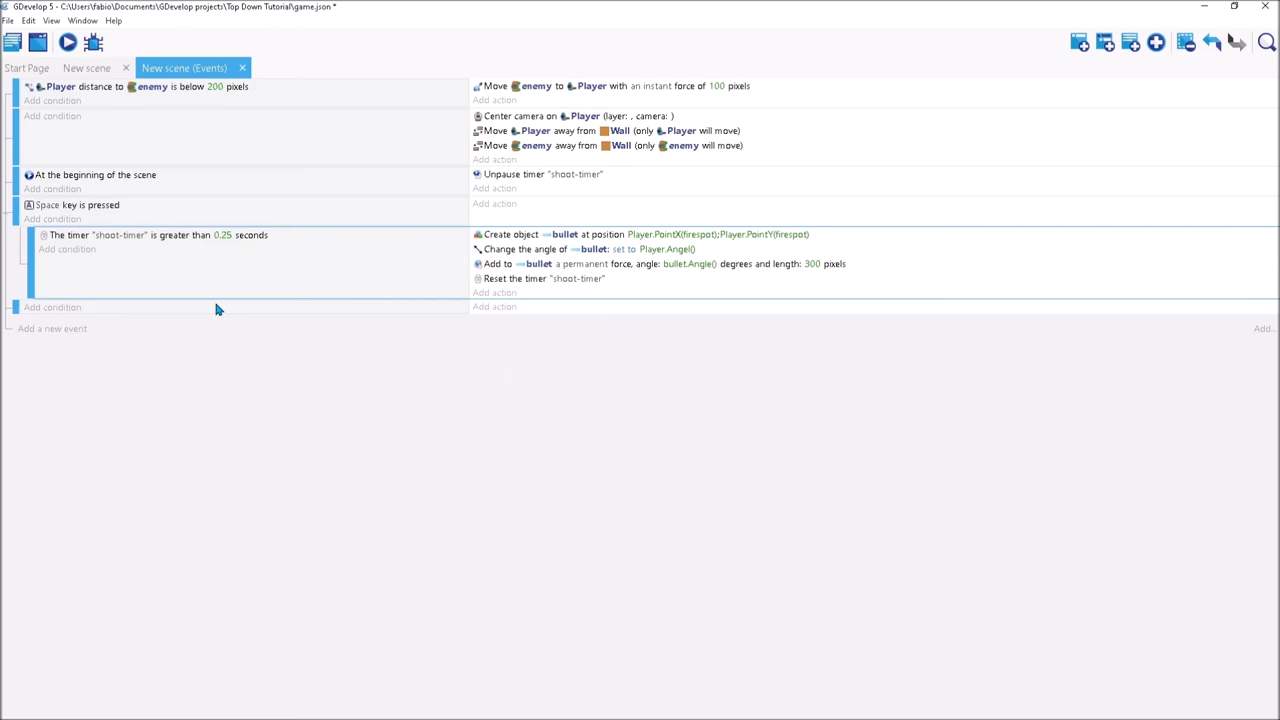 GDevelop 5 - C:\Users\fabio\Documents\GDevelop projects\Top Down Tutorial\game.json *
File Edit View Window Help
Start Page New scene New scene (Events)
Player distance to enemy is below 200 pixels
Add condition
Move enemy to Player with an instant force of 100 pixels
Add action
Add condition
Center camera on Player (layer: , camera: )
Move Player away from Wall (only Player will move)
Move enemy away from Wall (only enemy will move)
Add action
At the beginning of the scene
Add condition
Unpause timer "shoot-timer"
Add action
Space key is pressed
Add condition
Add action
The timer "shoot-timer" is greater than 0.25 seconds
Add condition
Create object bullet at position Player.PointX(firespot);Player.PointY(firespot)
Change the angle of bullet: set to Player.Angel()
Add to bullet a permanent force, angle: bullet.Angle() degrees and length: 300 pixels
Reset the timer "shoot-timer"
Add action
Add condition
Add action
Add a new event
Add...